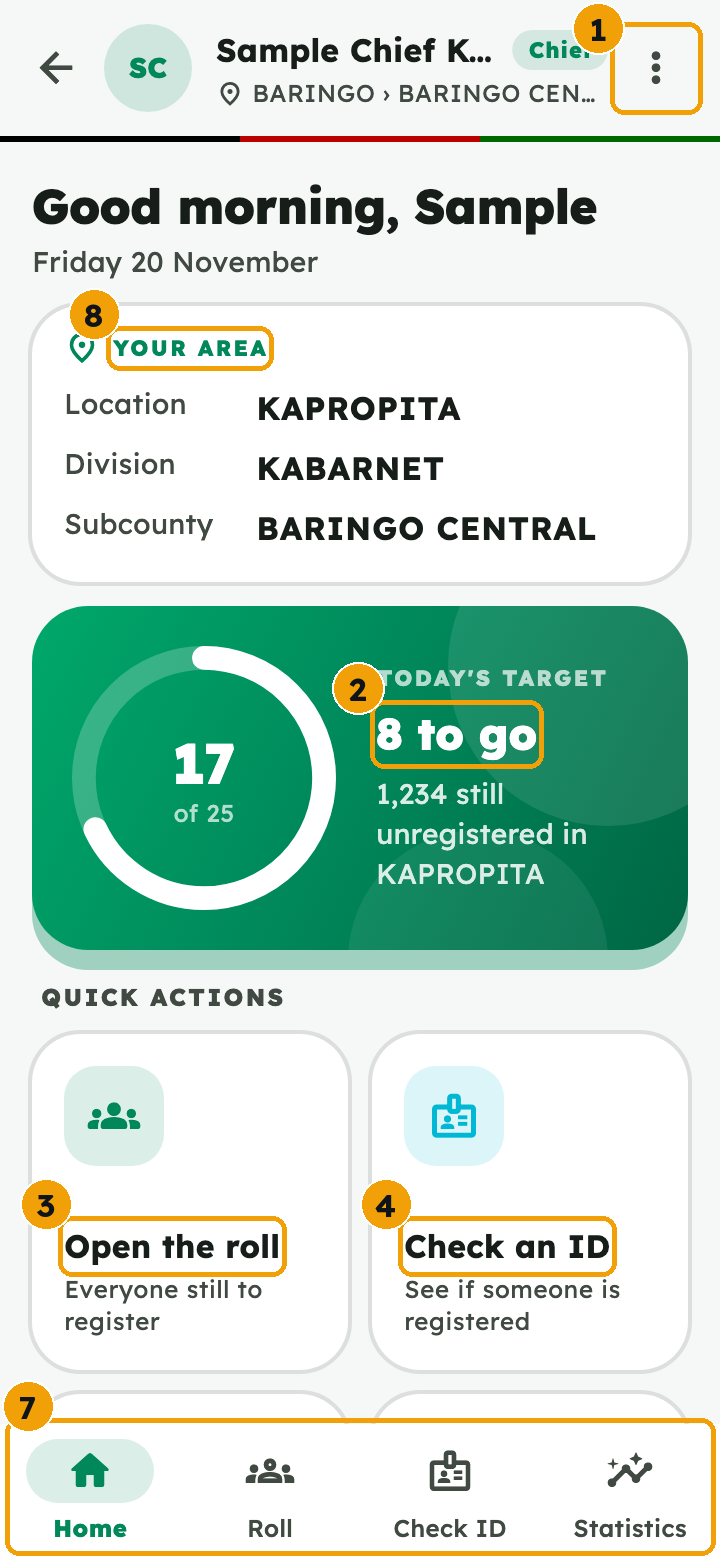 1
SC
Sample Chief K...
Chief
BARINGO › BARINGO CEN...
Good morning, Sample
Friday 20 November
8
YOUR AREA
Location KAPROPITA
Division KABARNET
Subcounty BARINGO CENTRAL
17
of 25
2
TODAY'S TARGET
8 to go
1,234 still
unregistered in
KAPROPITA
QUICK ACTIONS
3
Open the roll
Everyone still to
register
4
Check an ID
See if someone is
registered
7
Home
Roll
Check ID
Statistics